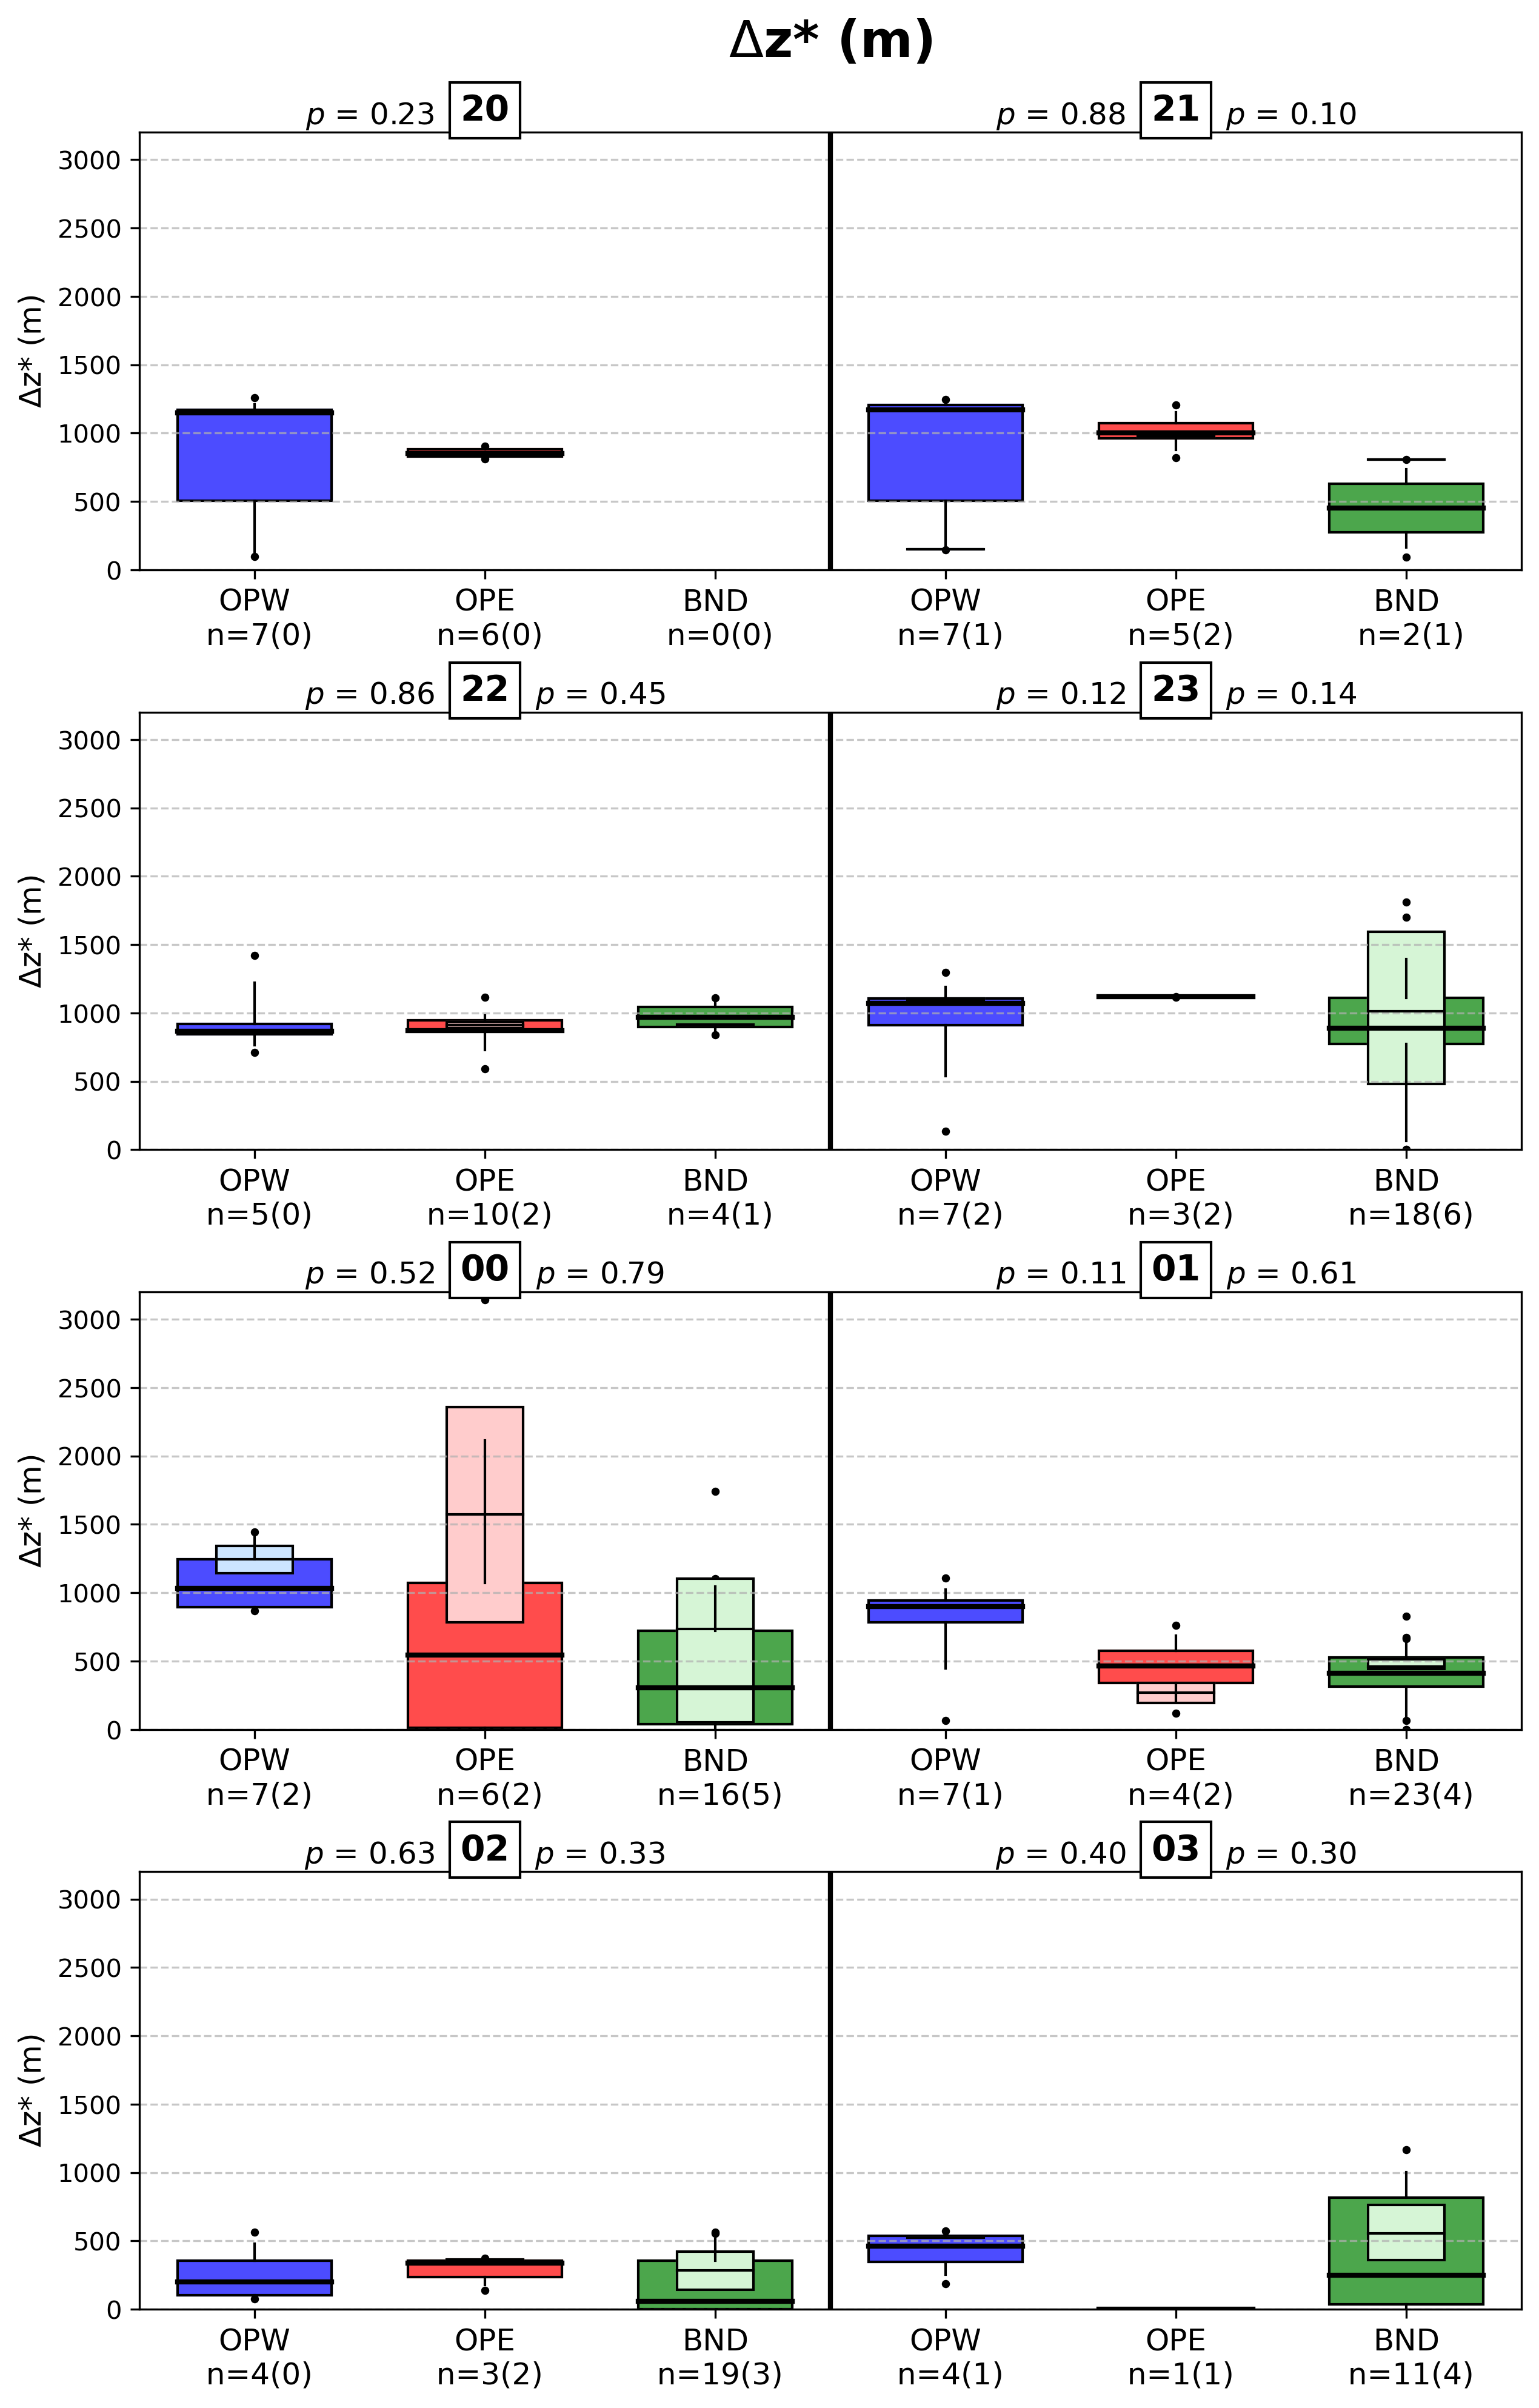 Δz* (m)
p = 0.23 20
p = 0.88 21 p = 0.10
Δz* (m)
3000
2500
2000
1500
1000
500
0
OPW OPE BND OPW OPE BND
n=7(0) n=6(0) n=0(0) n=7(1) n=5(2) n=2(1)
p = 0.86 22 p = 0.45
p = 0.12 23 p = 0.14
Δz* (m)
3000
2500
2000
1500
1000
500
0
OPW OPE BND OPW OPE BND
n=5(0) n=10(2) n=4(1) n=7(2) n=3(2) n=18(6)
p = 0.52 00 p = 0.79
p = 0.11 01 p = 0.61
Δz* (m)
3000
2500
2000
1500
1000
500
0
OPW OPE BND OPW OPE BND
n=7(2) n=6(2) n=16(5) n=7(1) n=4(2) n=23(4)
p = 0.63 02 p = 0.33
p = 0.40 03 p = 0.30
Δz* (m)
3000
2500
2000
1500
1000
500
0
OPW OPE BND OPW OPE BND
n=4(0) n=3(2) n=19(3) n=4(1) n=1(1) n=11(4)